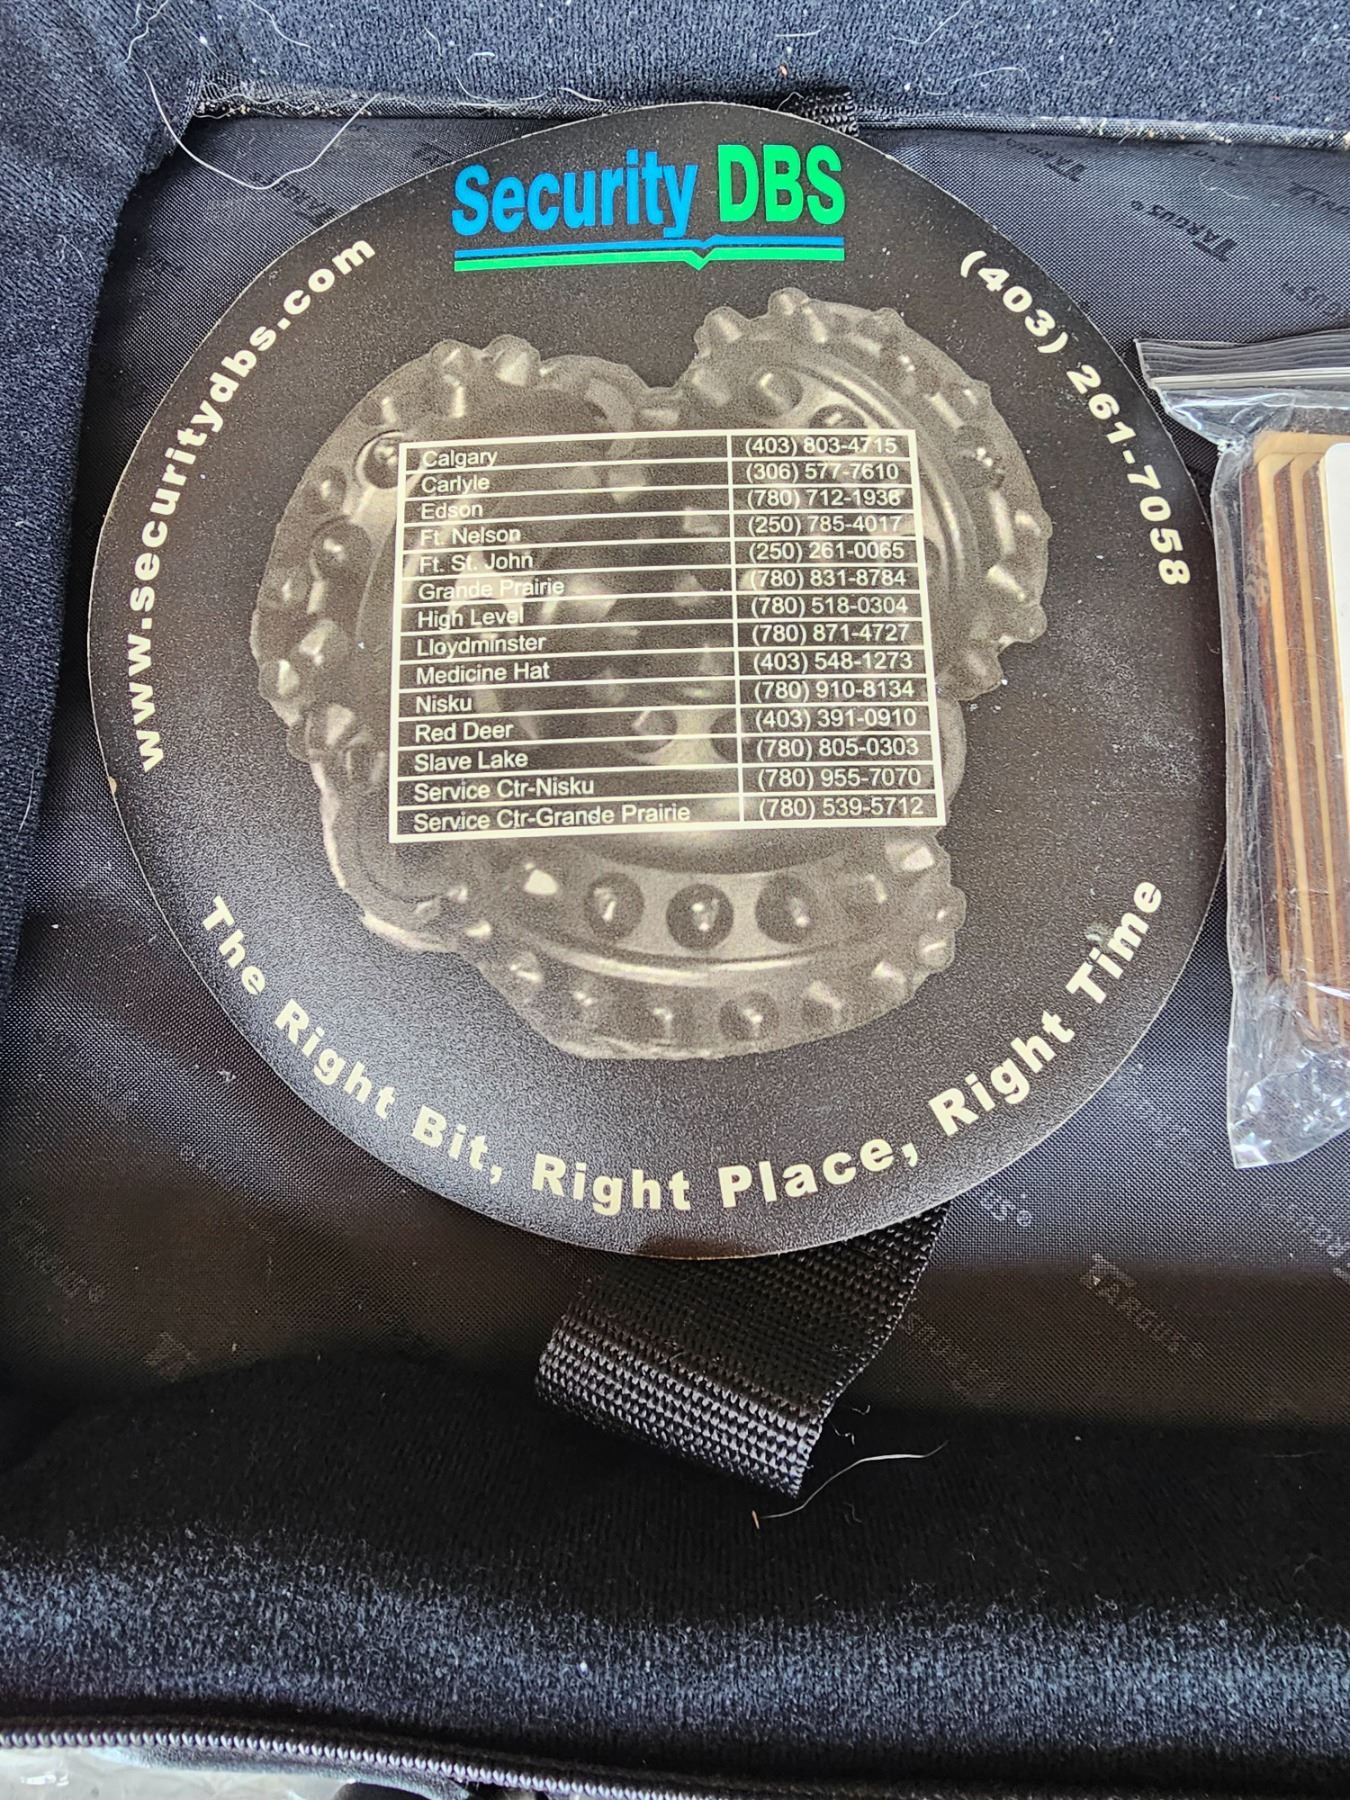 Security DBS
www.securitydbs.com
(403) 261-7058
Calgary (403) 803-4715
Carlyle (306) 577-7610
Edson (780) 712-1936
Ft. Nelson (250) 785-4017
Ft. St. John (250) 261-0065
Grande Prairie (780) 831-8784
High Level (780) 518-0304
Lloydminster (780) 871-4727
Medicine Hat (403) 548-1273
Nisku (780) 910-8134
Red Deer (403) 391-0910
Slave Lake (780) 805-0303
Service Ctr-Nisku (780) 955-7070
Service Ctr-Grande Prairie (780) 539-5712
The Right Bit, Right Place, Right Time
TARGUS®
TARGUS®